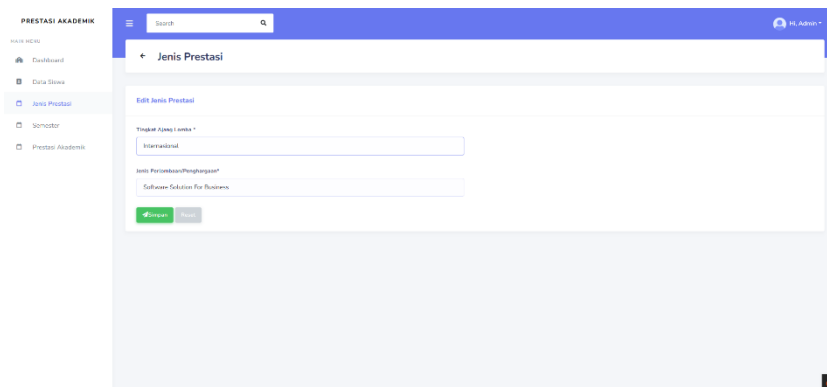 PRESTASI AKADEMIK
Search
Hi, Admin
MAIN MENU
Dashboard
Data Siswa
Jenis Prestasi
Semester
Prestasi Akademik
Jenis Prestasi
Edit Jenis Prestasi
Tingkat Ajang Lomba *
Internasional
Jenis Perlombaan/Penghargaan*
Software Solution For Business
Simpan
Reset